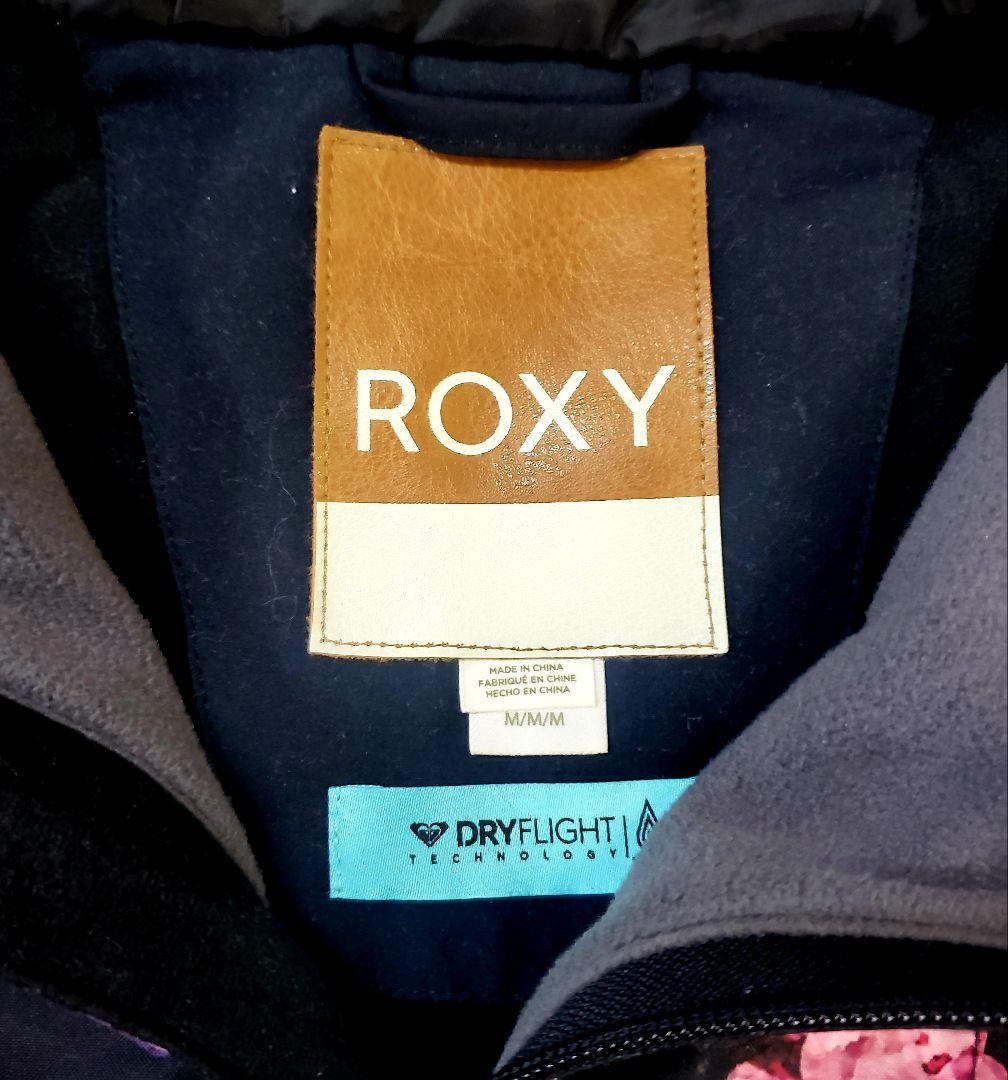 ROXY
MADE IN CHINA
FABRIQUÉ EN CHINE
HECHO EN CHINA
M/M/M
DRYFLIGHT
TECHNOLOGY